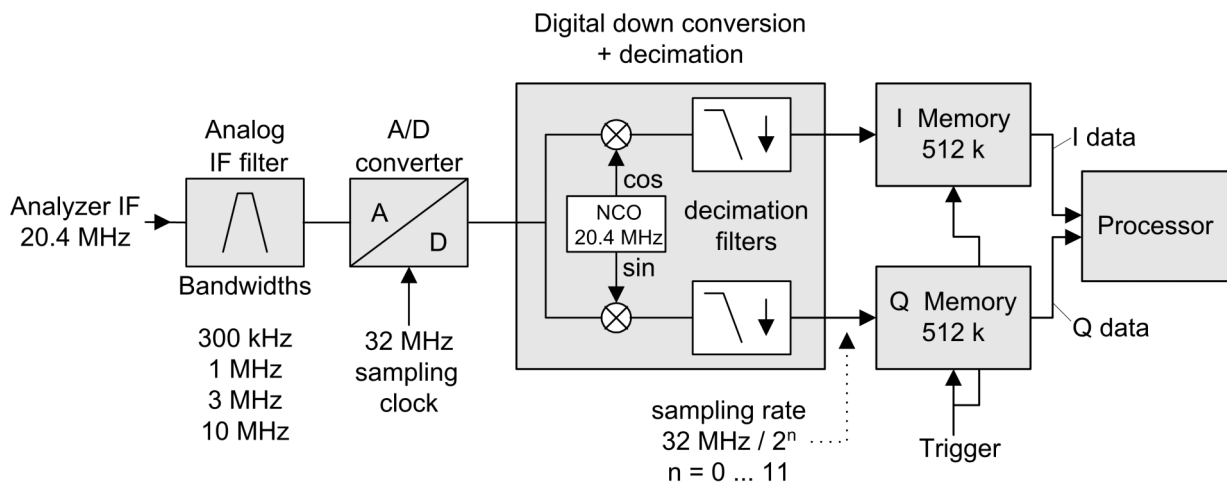 Digital down conversion
+ decimation
Analog
IF filter
A/D
converter
I Memory
512 k
I data
cos
Analyzer IF
20.4 MHz
A
D
NCO
20.4 MHz
decimation
filters
Processor
sin
Bandwidths
Q Memory
512 k
Q data
300 kHz
1 MHz
3 MHz
10 MHz
32 MHz
sampling
clock
sampling rate
32 MHz / 2ⁿ
n = 0 ... 11
Trigger